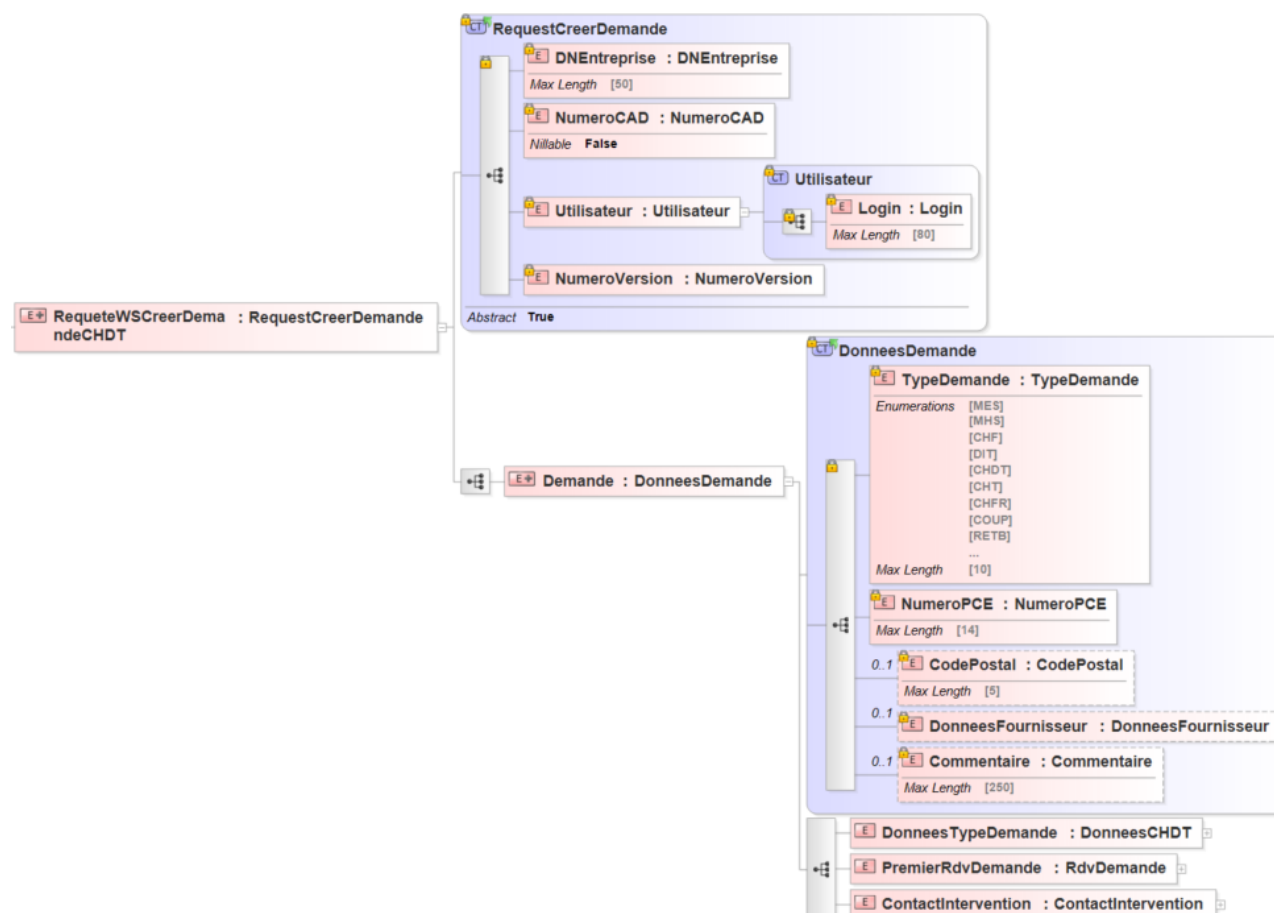 CT RequestCreerDemande
E DNEntreprise : DNEntreprise
Max Length [50]
E NumeroCAD : NumeroCAD
Nillable False
CT Utilisateur
E Utilisateur : Utilisateur
E Login : Login
Max Length [80]
E NumeroVersion : NumeroVersion
Abstract True
E RequeteWSCreerDema : RequestCreerDemande
ndeCHDT
CT DonneesDemande
E TypeDemande : TypeDemande
Enumerations [MES]
[MHS]
[CHF]
[DIT]
[CHDT]
[CHT]
[CHFR]
[COUP]
[RETB]
...
Max Length [10]
E Demande : DonneesDemande
E NumeroPCE : NumeroPCE
Max Length [14]
0..1 E CodePostal : CodePostal
Max Length [5]
0..1 E DonneesFournisseur : DonneesFournisseur
0..1 E Commentaire : Commentaire
Max Length [250]
E DonneesTypeDemande : DonneesCHDT
E PremierRdvDemande : RdvDemande
E ContactIntervention : ContactIntervention